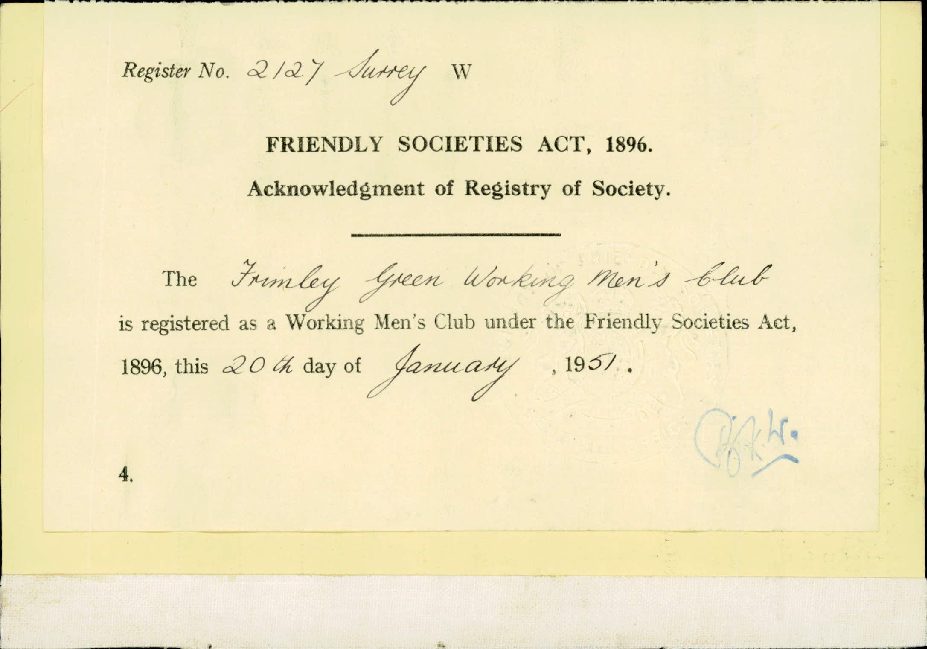 Register No. 2127 Surrey W
FRIENDLY SOCIETIES ACT, 1896.
Acknowledgment of Registry of Society.
The Frimley Green Working Men's Club
is registered as a Working Men's Club under the Friendly Societies Act,
1896, this 20th day of January, 1951.
4.